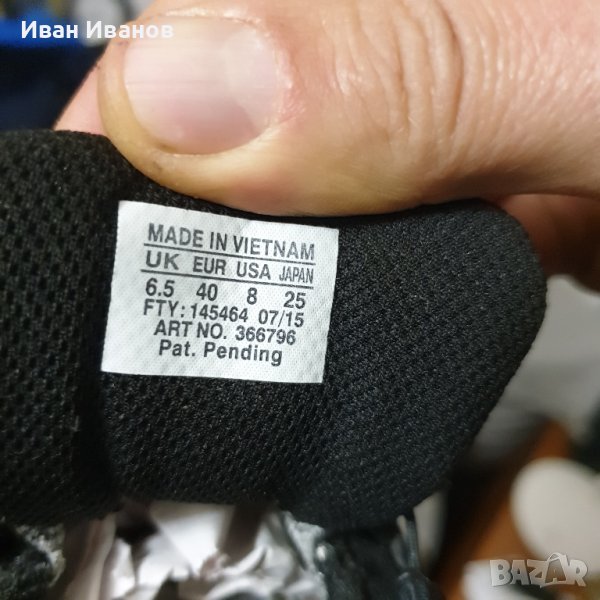 Иван Иванов
MADE IN VIETNAM
UK EUR USA JAPAN
6.5 40 8 25
FTY: 145464 07/15
ART NO. 366796
Pat. Pending
BAZAR